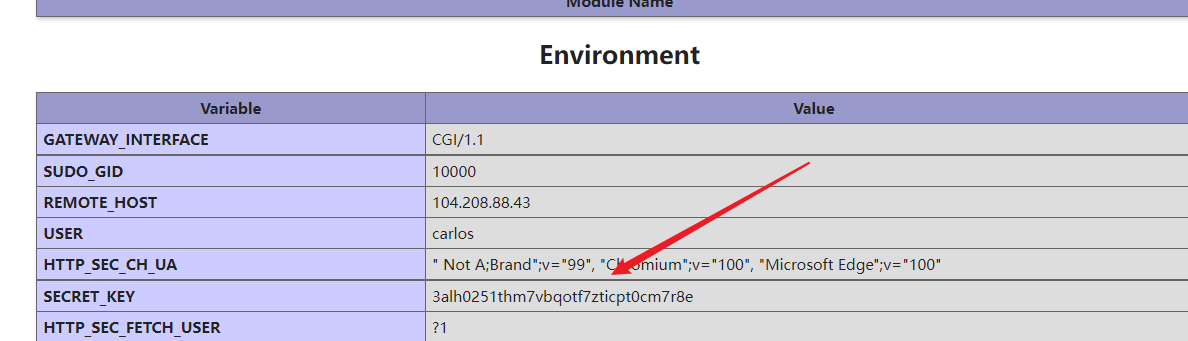 Module Name
Environment
Variable Value
GATEWAY_INTERFACE CGI/1.1
SUDO_GID 10000
REMOTE_HOST 104.208.88.43
USER carlos
HTTP_SEC_CH_UA " Not A;Brand";v="99", "Chromium";v="100", "Microsoft Edge";v="100"
SECRET_KEY 3alh0251thm7vbqotf7zticpt0cm7r8e
HTTP_SEC_FETCH_USER ?1